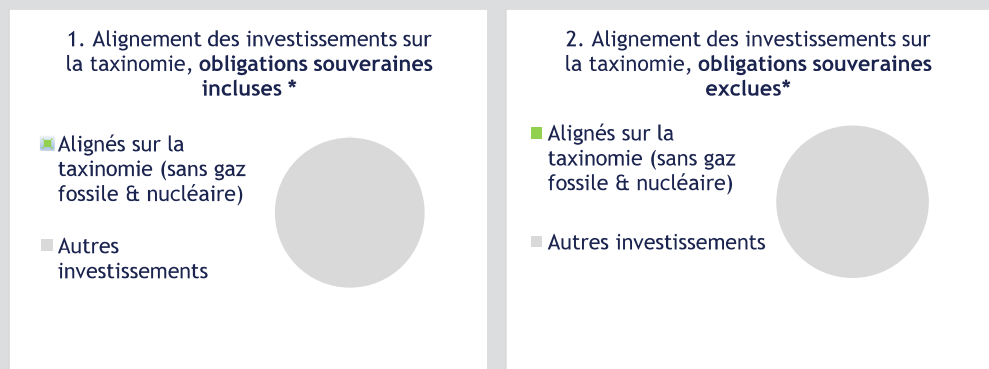 1. Alignement des investissements sur
la taxinomie, obligations souveraines
incluses *
Alignés sur la
taxinomie (sans gaz
fossile & nucléaire)
Autres
investissements
2. Alignement des investissements sur
la taxinomie, obligations souveraines
exclues*
Alignés sur la
taxinomie (sans gaz
fossile & nucléaire)
Autres investissements